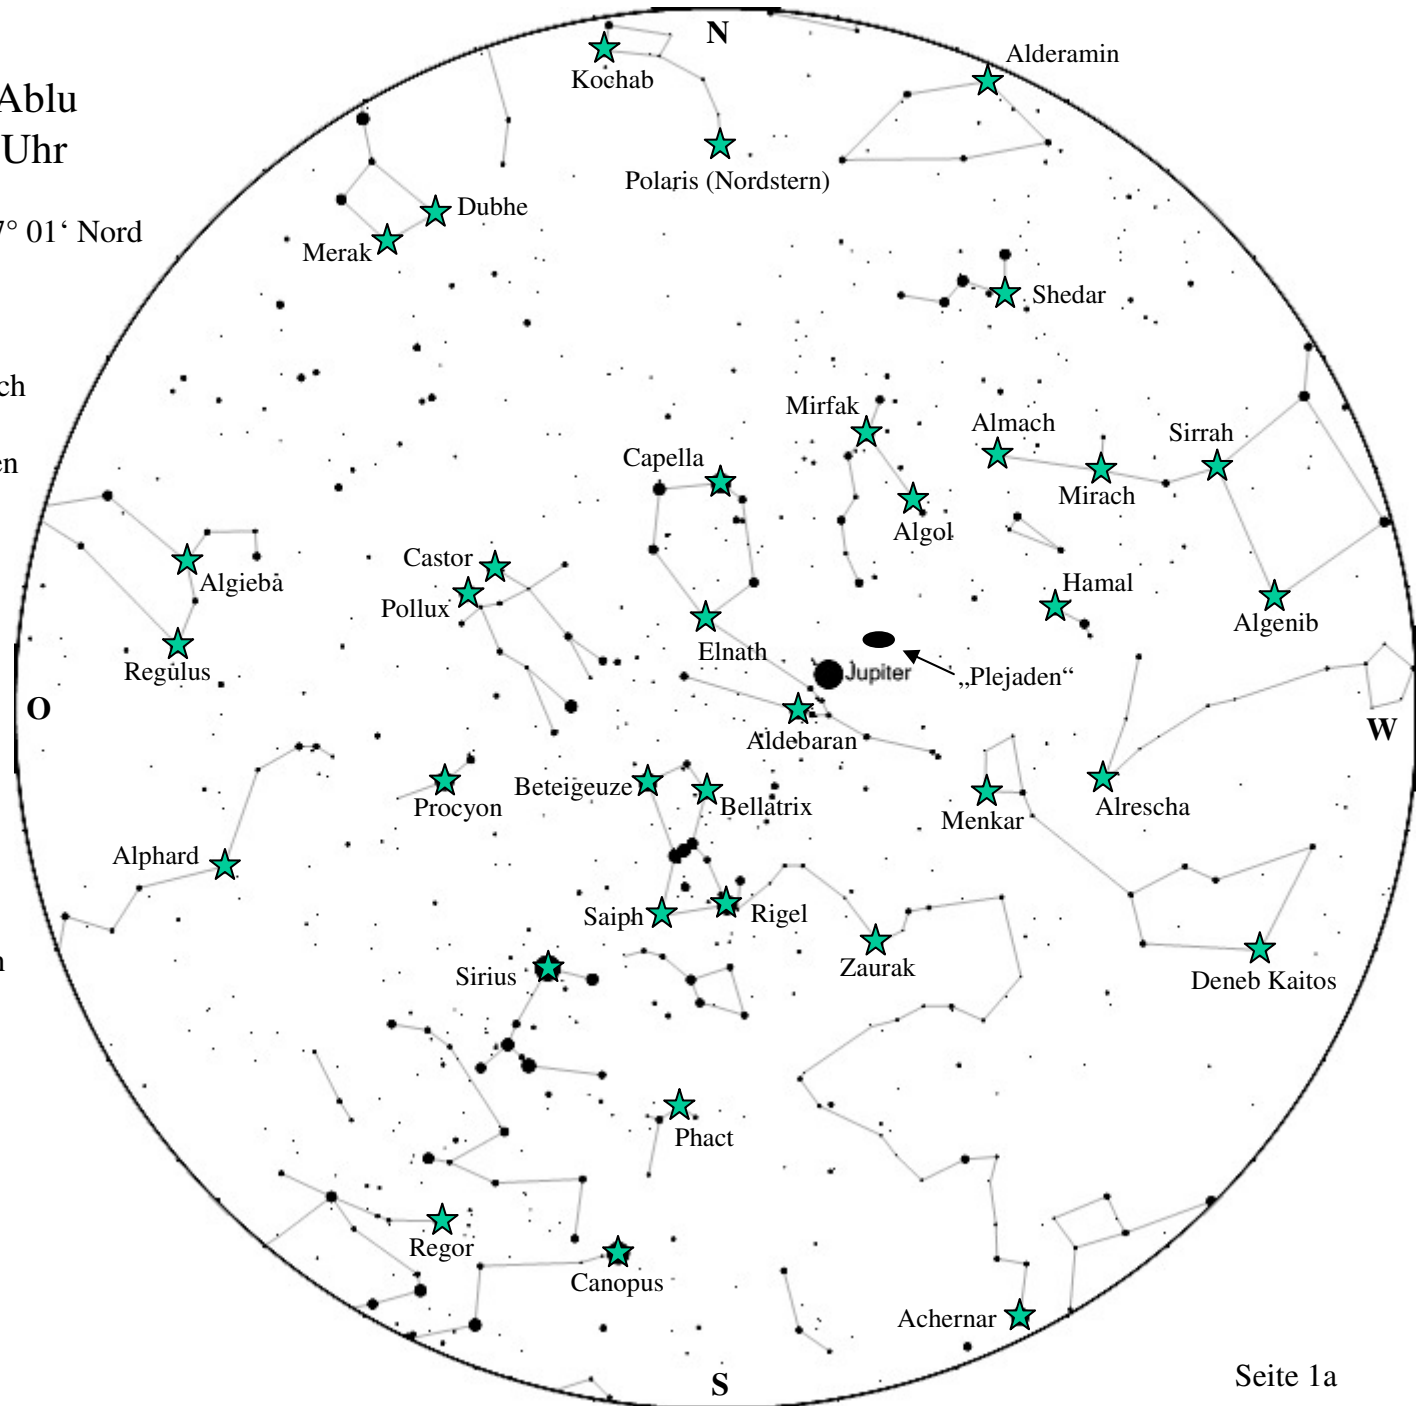 N
Alderamin
Kochab
Ablu
Uhr
Polaris (Nordstern)
Dubhe
7° 01‘ Nord
Merak
Shedar
ch
Mirfak
Almach
Sirrah
Capella
en
Mirach
Algol
Castor
Algieba
Pollux
Hamal
Algenib
Elnath
Regulus
Jupiter
„Plejaden“
O
W
Aldebaran
Beteigeuze
Bellatrix
Procyon
Alrescha
Menkar
Alphard
Saiph
Rigel
n
Sirius
Zaurak
Deneb Kaitos
Phact
Regor
Canopus
Achernar
S
Seite 1a